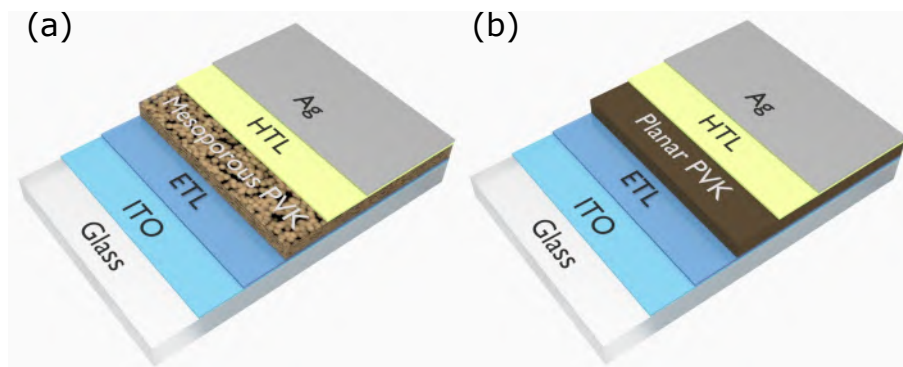 (a)
Ag
HTL
Mesoporous PVK
ETL
ITO
Glass
(b)
Ag
HTL
Planar PVK
ETL
ITO
Glass